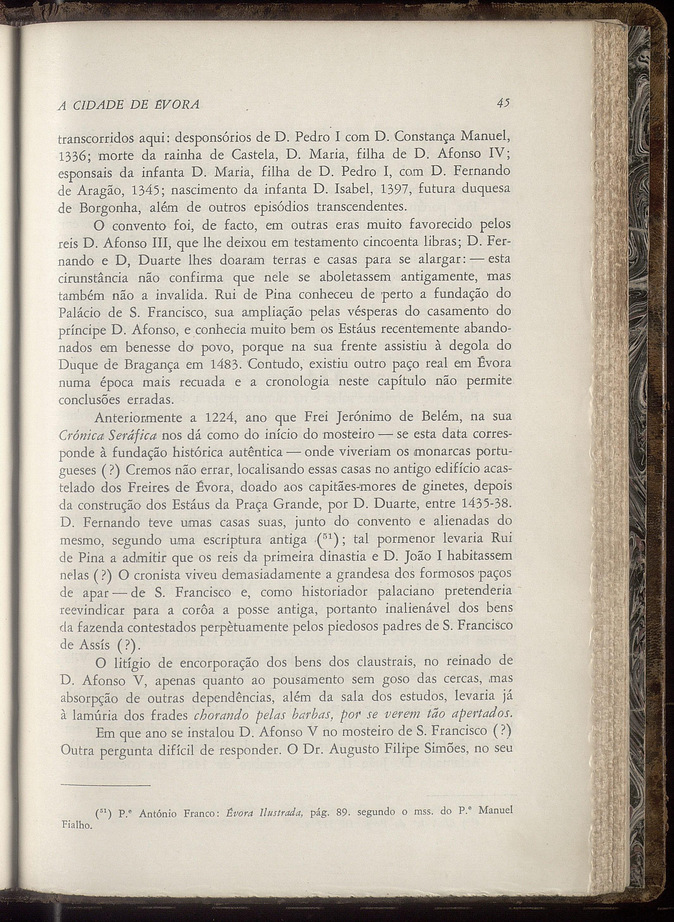 A CIDADE DE ÉVORA 45
transcorridos aqui: desponsórios de D. Pedro I com D. Constança Manuel,
1336; morte da rainha de Castela, D. Maria, filha de D. Afonso IV;
esponsais da infanta D. Maria, filha de D. Pedro I, com D. Fernando
de Aragão, 1345; nascimento da infanta D. Isabel, 1397, futura duquesa
de Borgonha, além de outros episódios transcendentes.
O convento foi, de facto, em outras eras muito favorecido pelos
reis D. Afonso III, que lhe deixou em testamento cincoenta libras; D. Fer-
nando e D, Duarte lhes doaram terras e casas para se alargar: — esta
cirunstância não confirma que nele se aboletassem antigamente, mas
também não a invalida. Rui de Pina conheceu de perto a fundação do
Palácio de S. Francisco, sua ampliação pelas vésperas do casamento do
príncipe D. Afonso, e conhecia muito bem os Estáus recentemente abando-
nados em benesse do povo, porque na sua frente assistiu à degola do
Duque de Bragança em 1483. Contudo, existiu outro paço real em Évora
numa época mais recuada e a cronologia neste capítulo não permite
conclusões erradas.
Anteriormente a 1224, ano que Frei Jerónimo de Belém, na sua
Crónica Seráfica nos dá como do início do mosteiro — se esta data corres-
ponde à fundação histórica autêntica — onde viveriam os monarcas portu-
gueses (?) Cremos não errar, localisando essas casas no antigo edifício acas-
telado dos Freires de Évora, doado aos capitães-mores de ginetes, depois
da construção dos Estáus da Praça Grande, por D. Duarte, entre 1435-38.
D. Fernando teve umas casas suas, junto do convento e alienadas do
mesmo, segundo uma escriptura antiga (51); tal pormenor levaria Rui
de Pina a admitir que os reis da primeira dinastia e D. João I habitassem
nelas (?) O cronista viveu demasiadamente a grandesa dos formosos paços
de apar — de S. Francisco e, como historiador palaciano pretenderia
reevindicar para a corôa a posse antiga, portanto inalienável dos bens
da fazenda contestados perpètuamente pelos piedosos padres de S. Francisco
de Assís (?).
O litígio de encorporação dos bens dos claustrais, no reinado de
D. Afonso V, apenas quanto ao pousamento sem goso das cercas, mas
absorpção de outras dependências, além da sala dos estudos, levaria já
à lamúria dos frades chorando pelas barbas, por se verem tão apertados.
Em que ano se instalou D. Afonso V no mosteiro de S. Francisco (?)
Outra pergunta difícil de responder. O Dr. Augusto Filipe Simões, no seu
(51) P.e António Franco: Évora Ilustrada, pág. 89. segundo o mss. do P.e Manuel
Fialho.